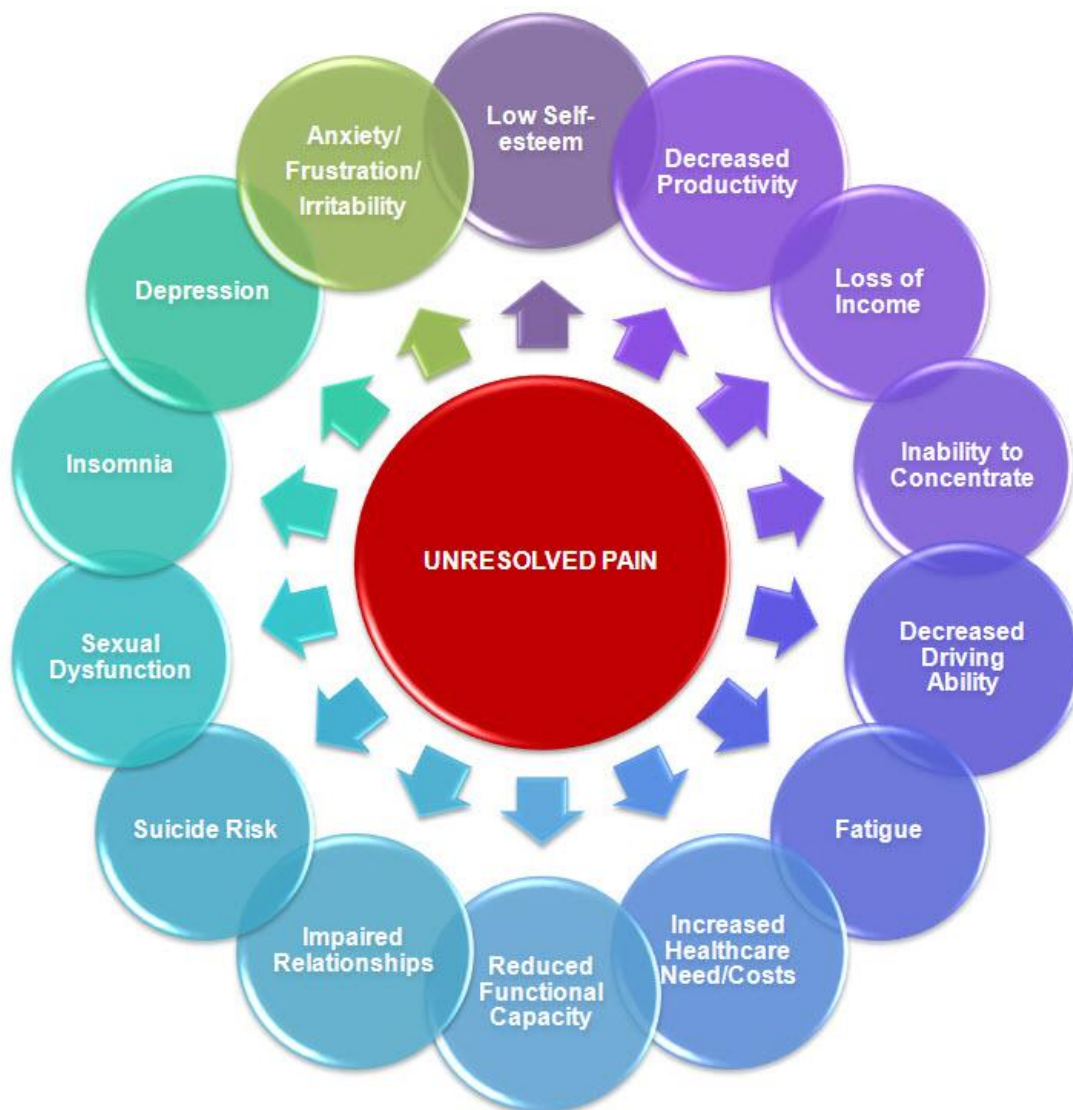 Low Self-
esteem
Decreased
Productivity
Loss of
Income
Inability to
Concentrate
Decreased
Driving
Ability
Fatigue
Increased
Healthcare
Need/Costs
Reduced
Functional
Capacity
Impaired
Relationships
Suicide Risk
Sexual
Dysfunction
Insomnia
Depression
Anxiety/
Frustration/
Irritability
UNRESOLVED PAIN